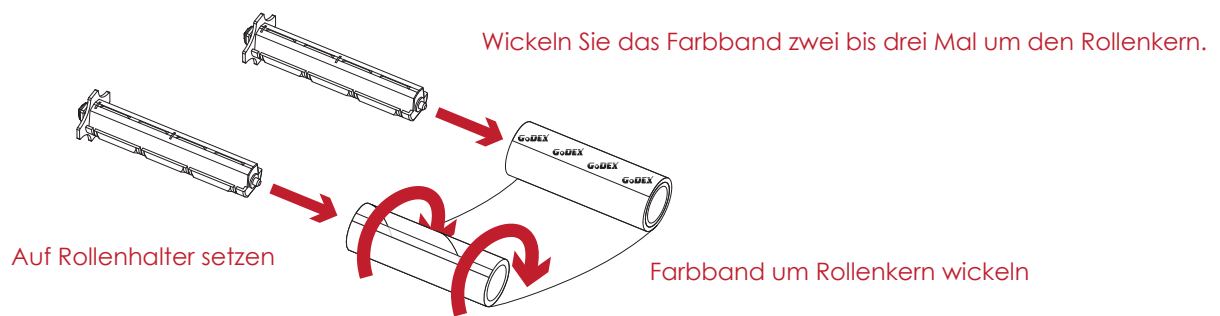 Wickeln Sie das Farbband zwei bis drei Mal um den Rollenkern.
GoDEX
GoDEX
GoDEX
GoDEX
Auf Rollenhalter setzen
Farbband um Rollenkern wickeln